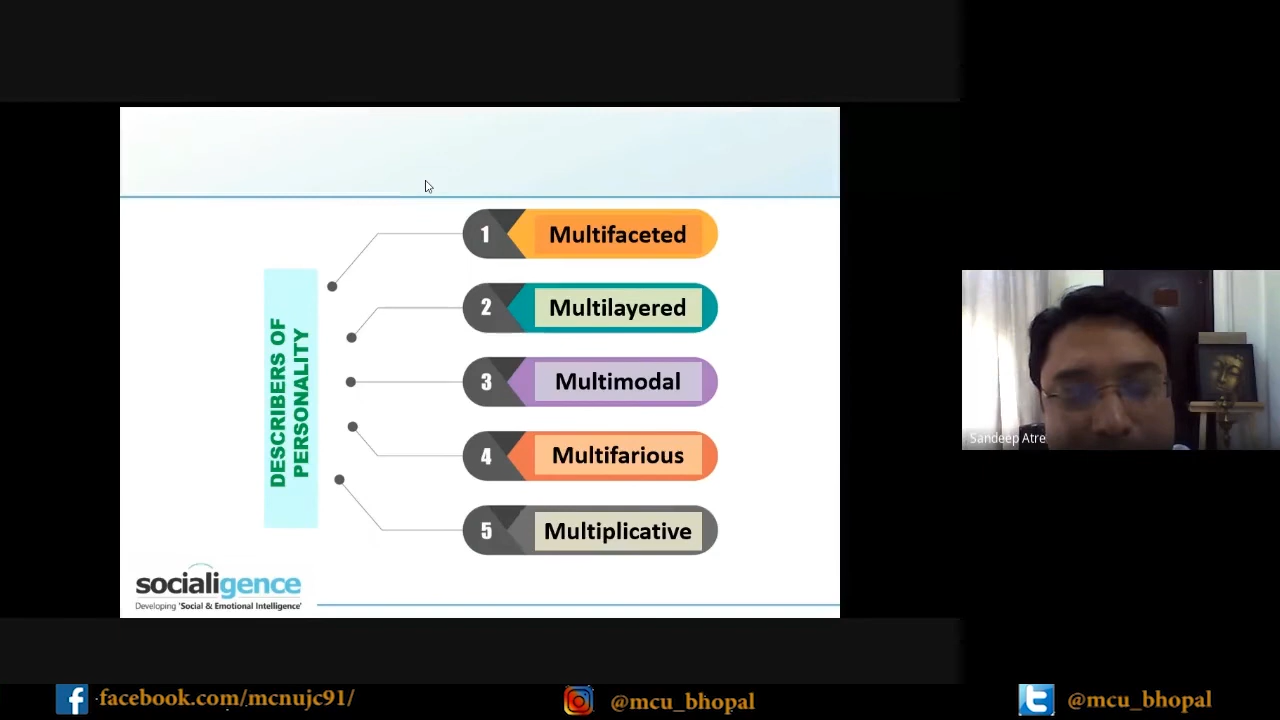 DESCRIBERS OF
PERSONALITY
1 Multifaceted
2 Multilayered
3 Multimodal
4 Multifarious
5 Multiplicative
socialigence
Developing 'Social & Emotional Intelligence'
Sandeep Atre
facebook.com/mcnujc91/
@mcu_bhopal
@mcu_bhopal